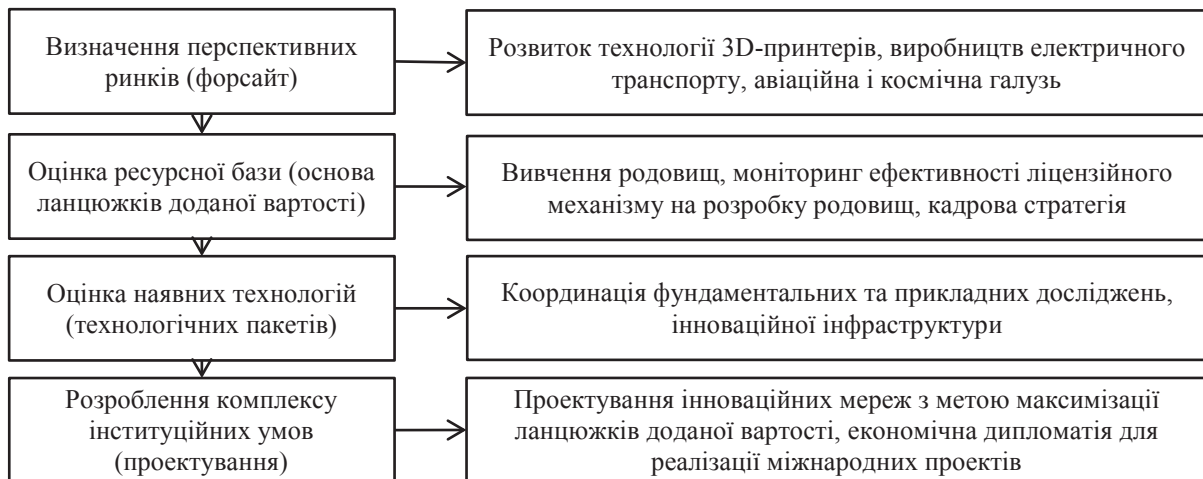 Визначення перспективних
ринків (форсайт)
Розвиток технології 3D-принтерів, виробництв електричного
транспорту, авіаційна і космічна галузь
Оцінка ресурсної бази (основа
ланцюжків доданої вартості)
Вивчення родовищ, моніторинг ефективності ліцензійного
механізму на розробку родовищ, кадрова стратегія
Оцінка наявних технологій
(технологічних пакетів)
Координація фундаментальних та прикладних досліджень,
інноваційної інфраструктури
Розроблення комплексу
інституційних умов
(проектування)
Проектування інноваційних мереж з метою максимізації
ланцюжків доданої вартості, економічна дипломатія для
реалізації міжнародних проектів